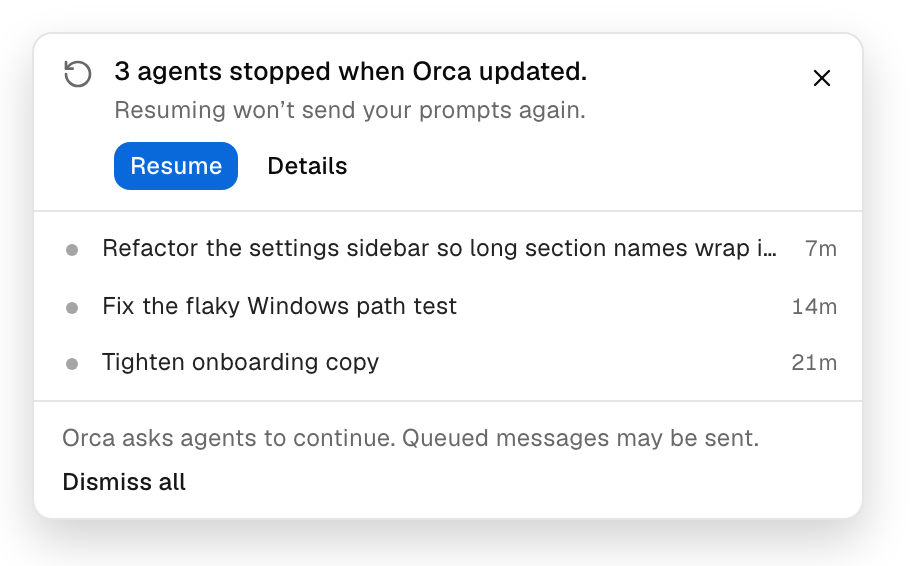 3 agents stopped when Orca updated.
Resuming won’t send your prompts again.
Resume
Details
Refactor the settings sidebar so long section names wrap i…
7m
Fix the flaky Windows path test
14m
Tighten onboarding copy
21m
Orca asks agents to continue. Queued messages may be sent.
Dismiss all